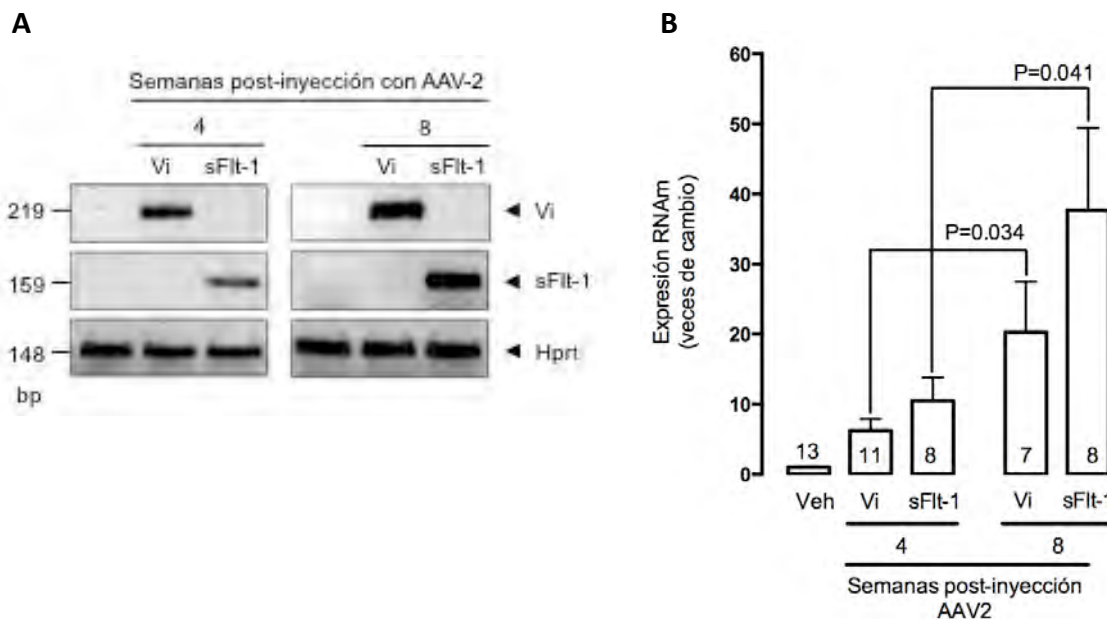 A
Semanas post-inyección con AAV-2
4 8
Vi sFlt-1 Vi sFlt-1
219 Vi
159 sFlt-1
148 Hprt
bp
B
60
50
40
30
20
10
0
Expresión RNAm
(veces de cambio)
P=0.041
P=0.034
13 11 8 7 8
Veh Vi sFlt-1 Vi sFlt-1
4 8
Semanas post-inyección
AAV2